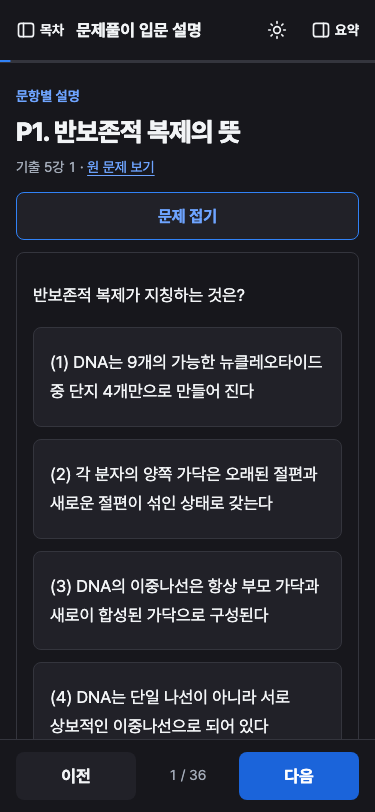 목차 문제풀이 입문 설명 요약
문항별 설명
P1. 반보존적 복제의 뜻
기출 5강 1 · 원 문제 보기
문제 접기
반보존적 복제가 지칭하는 것은?
(1) DNA는 9개의 가능한 뉴클레오타이드
중 단지 4개만으로 만들어 진다
(2) 각 분자의 양쪽 가닥은 오래된 절편과
새로운 절편이 섞인 상태로 갖는다
(3) DNA의 이중나선은 항상 부모 가닥과
새로이 합성된 가닥으로 구성된다
(4) DNA는 단일 나선이 아니라 서로
상보적인 이중나선으로 되어 있다
이전 1 / 36 다음